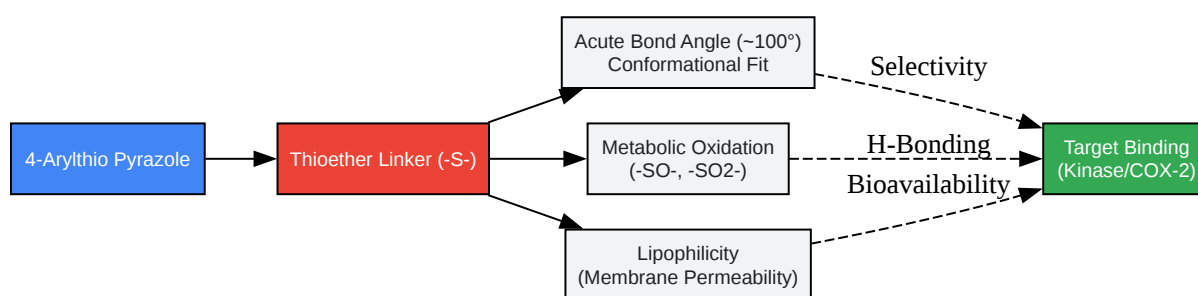 4-Arylthio Pyrazole
Thioether Linker (-S-)
Acute Bond Angle (~100°)
Conformational Fit
Metabolic Oxidation
(-SO-, -SO2-)
Lipophilicity
(Membrane Permeability)
Selectivity
H-Bonding
Bioavailability
Target Binding
(Kinase/COX-2)